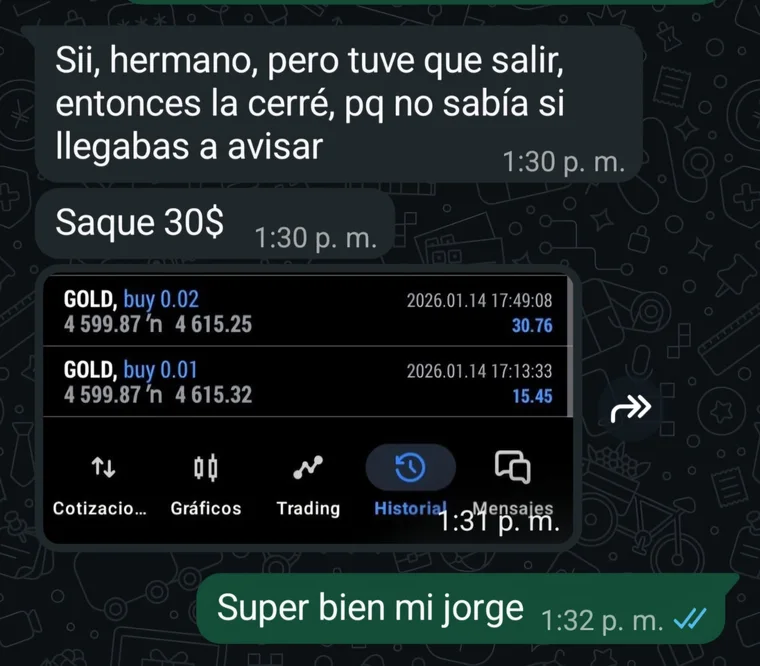 Sii, hermano, pero tuve que salir,
entonces la cerré, pq no sabía si
llegabas a avisar
1:30 p. m.
Saque 30$
1:30 p. m.
GOLD, buy 0.02
2026.01.14 17:49:08
4 599.87 ’n 4 615.25
30.76
GOLD, buy 0.01
2026.01.14 17:13:33
4 599.87 ’n 4 615.32
15.45
Cotizacio... Gráficos Trading Historial Mensajes
1:31 p. m.
Super bien mi jorge
1:32 p. m.